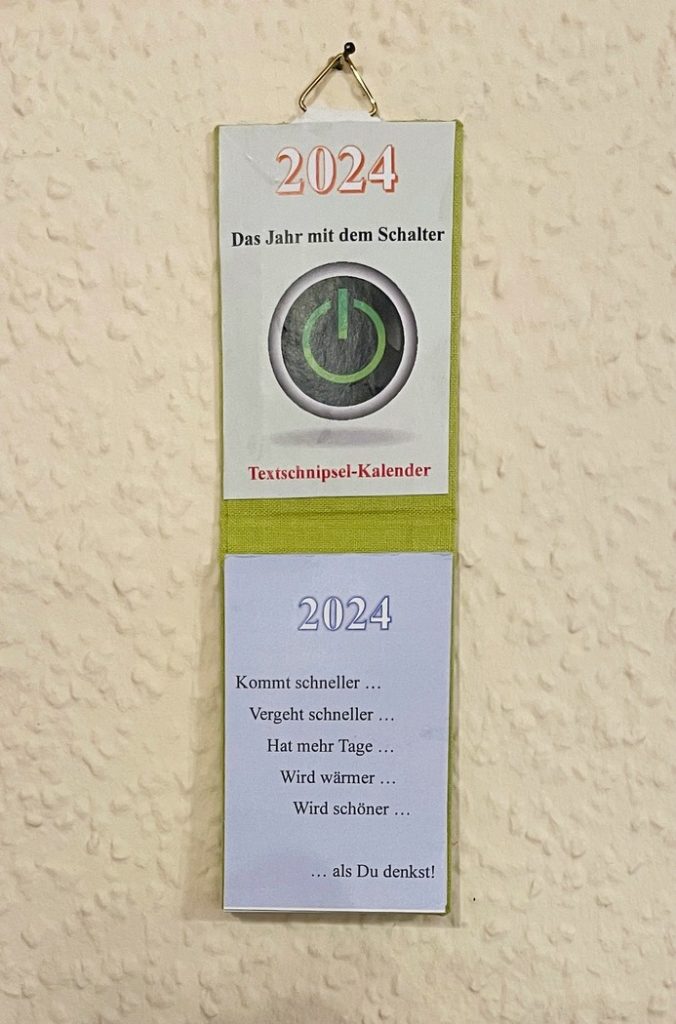 2024
Das Jahr mit dem Schalter
Textschnipsel-Kalender
2024
Kommt schneller …
Vergeht schneller …
Hat mehr Tage …
Wird wärmer …
Wird schöner …
… als Du denkst!